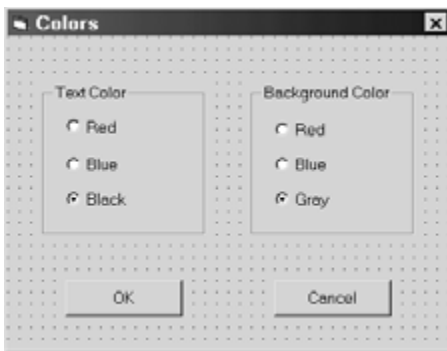 Colors
Text Color
Red
Blue
Black
Background Color
Red
Blue
Gray
OK
Cancel